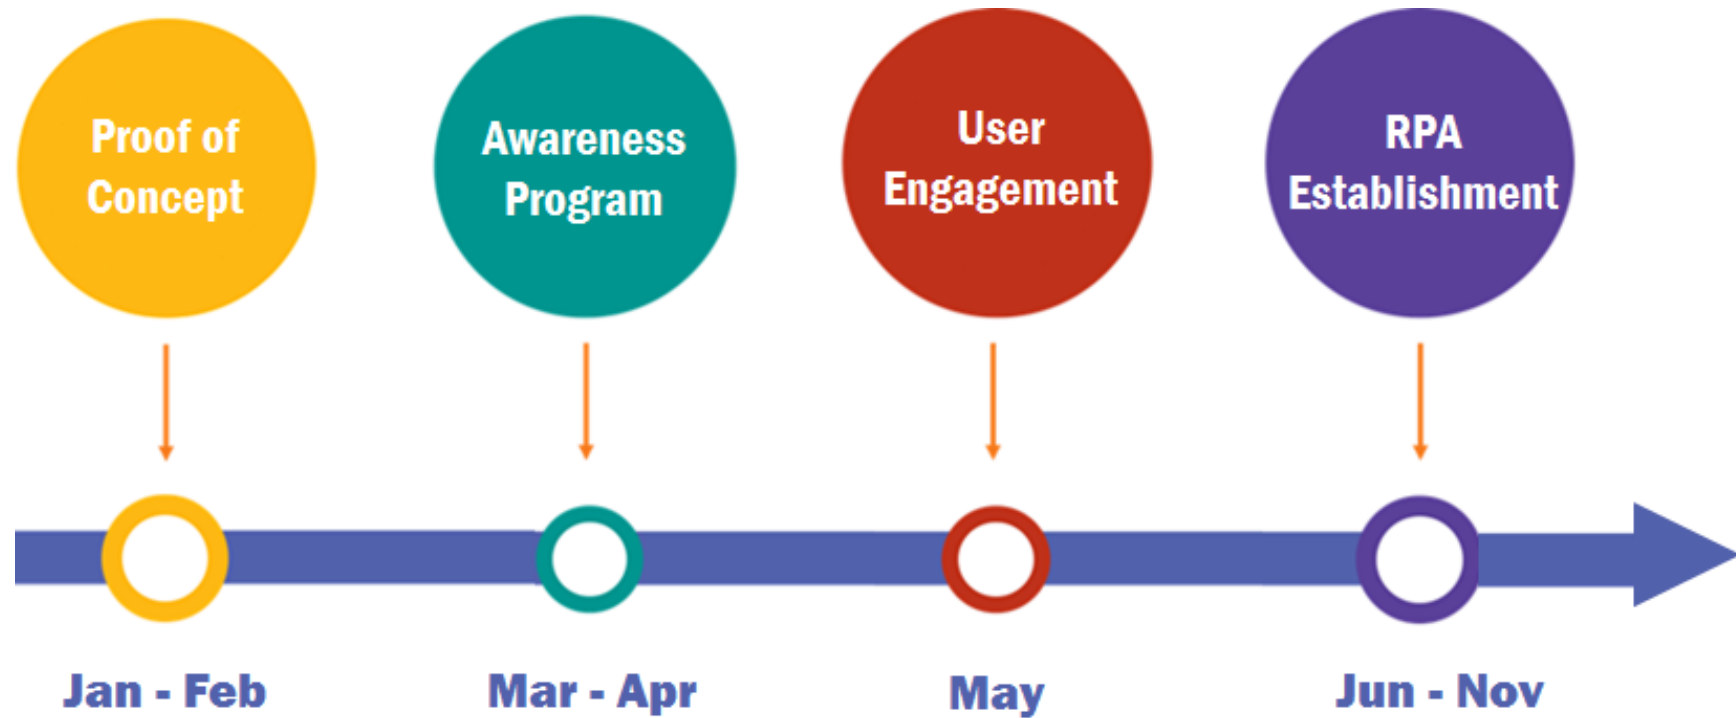 Proof of
Concept
Awareness
Program
User
Engagement
RPA
Establishment
Jan - Feb
Mar - Apr
May
Jun - Nov